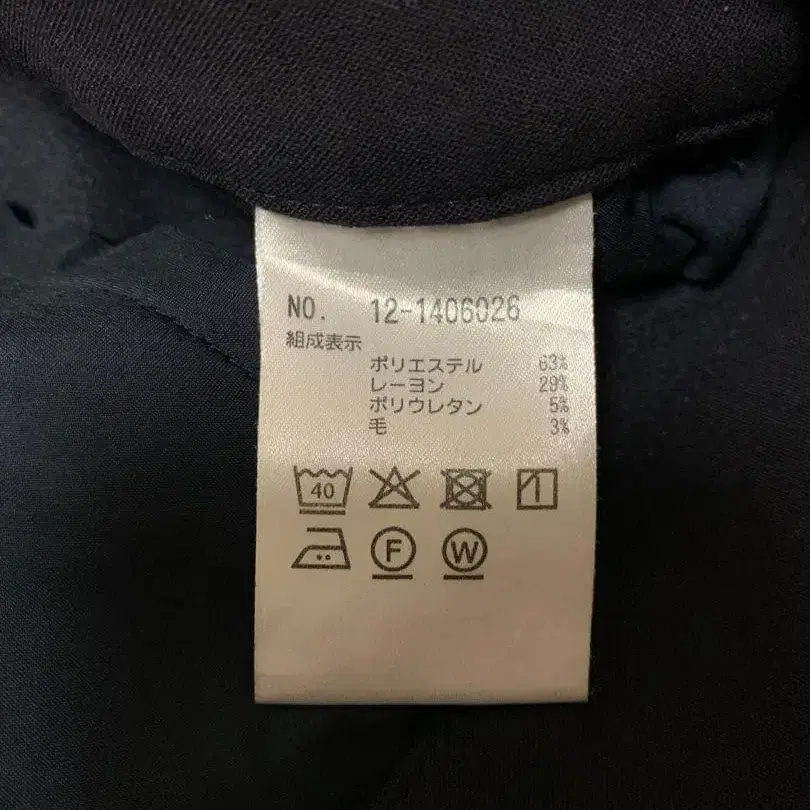 NO. 12-1406026
組成表示
ポリエステル 63%
レーヨン 29%
ポリウレタン 5%
毛 3%
40
F W